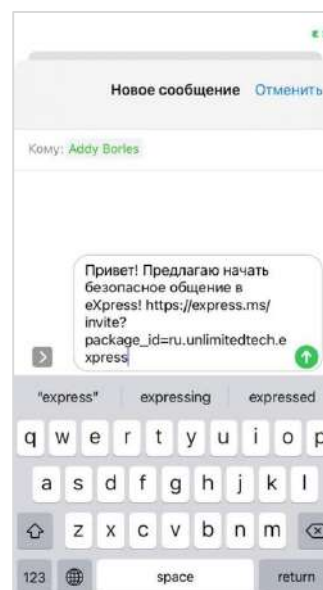 Новое сообщение Отменить
Кому: Addy Borles
Привет! Предлагаю начать
безопасное общение в
eXpress! https://express.ms/
invite?
package_id=ru.unlimitedtech.e
xpress
"express" expressing expressed
q w e r t y u i o p
a s d f g h j k l
z x c v b n m
123 space return